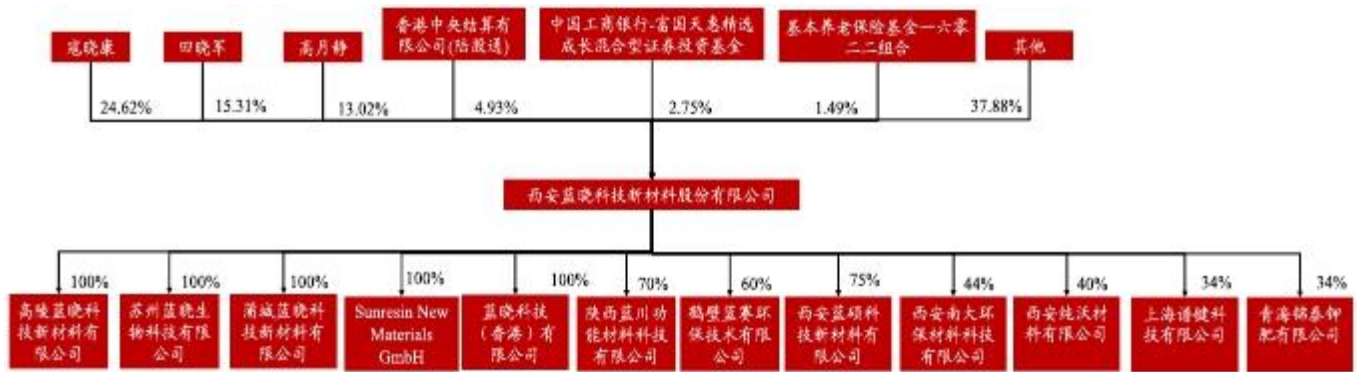 寇晓康
田晓军
高月静
香港中央结算有
限公司(陆股通)
中国工商银行-富国天惠精选
成长混合型证券投资基金
基本养老保险基金一六零
二二组合
其他
24.62%
15.31%
13.02%
4.93%
2.75%
1.49%
37.88%
西安蓝晓科技新材料股份有限公司
100%
100%
100%
100%
100%
70%
60%
75%
44%
40%
34%
34%
高陵蓝晓科
技新材料有
限公司
苏州蓝晓生
物科技有限
公司
蒲城蓝晓科
技新材料有
限公司
Sunresin New
Materials
GmbH
蓝晓科技
（香港）有
限公司
陕西蓝川功
能材料科技
有限公司
鹤壁蓝赛环
保技术有限
公司
西安蓝硕科
技新材料有
限公司
西安南大环
保材料科技
有限公司
西安纯沃材
料有限公司
上海谱健科
技有限公司
青海锦泰钾
肥有限公司